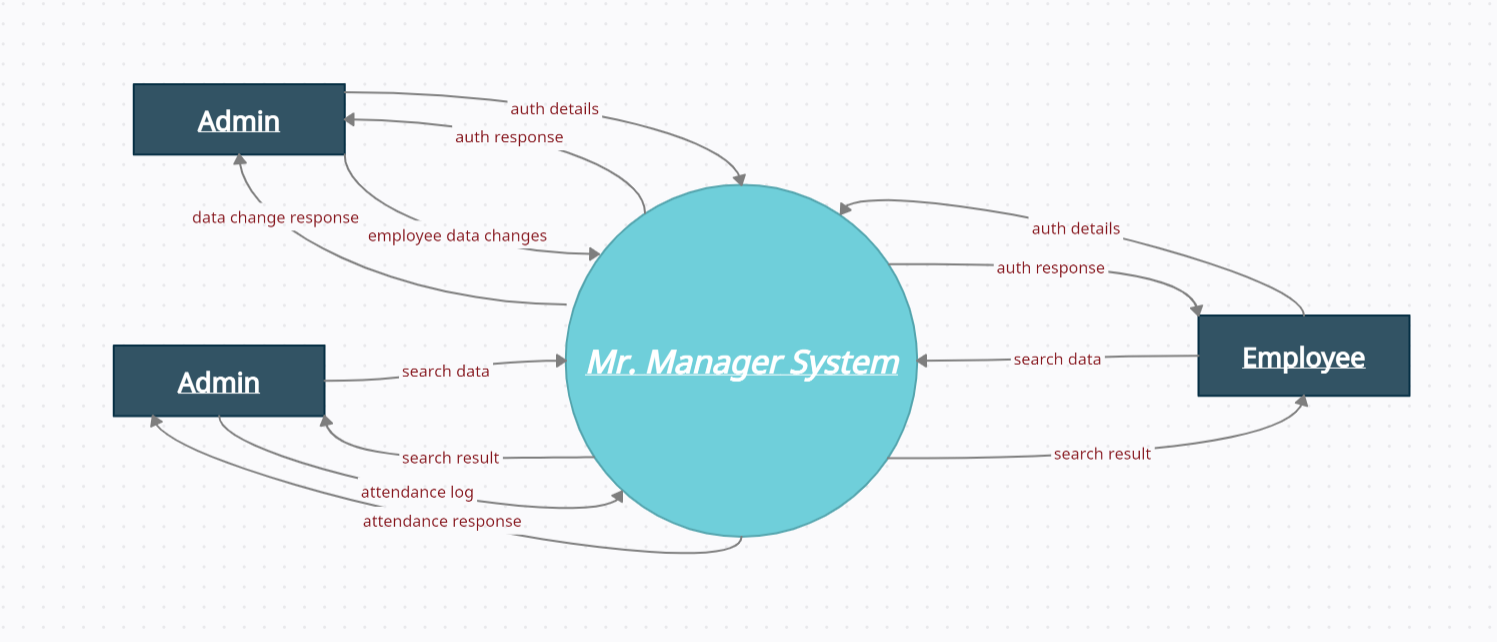 Admin
auth details
auth response
data change response
employee data changes
auth details
auth response
Mr. Manager System
search data
Employee
Admin
search data
search result
search result
attendance log
attendance response